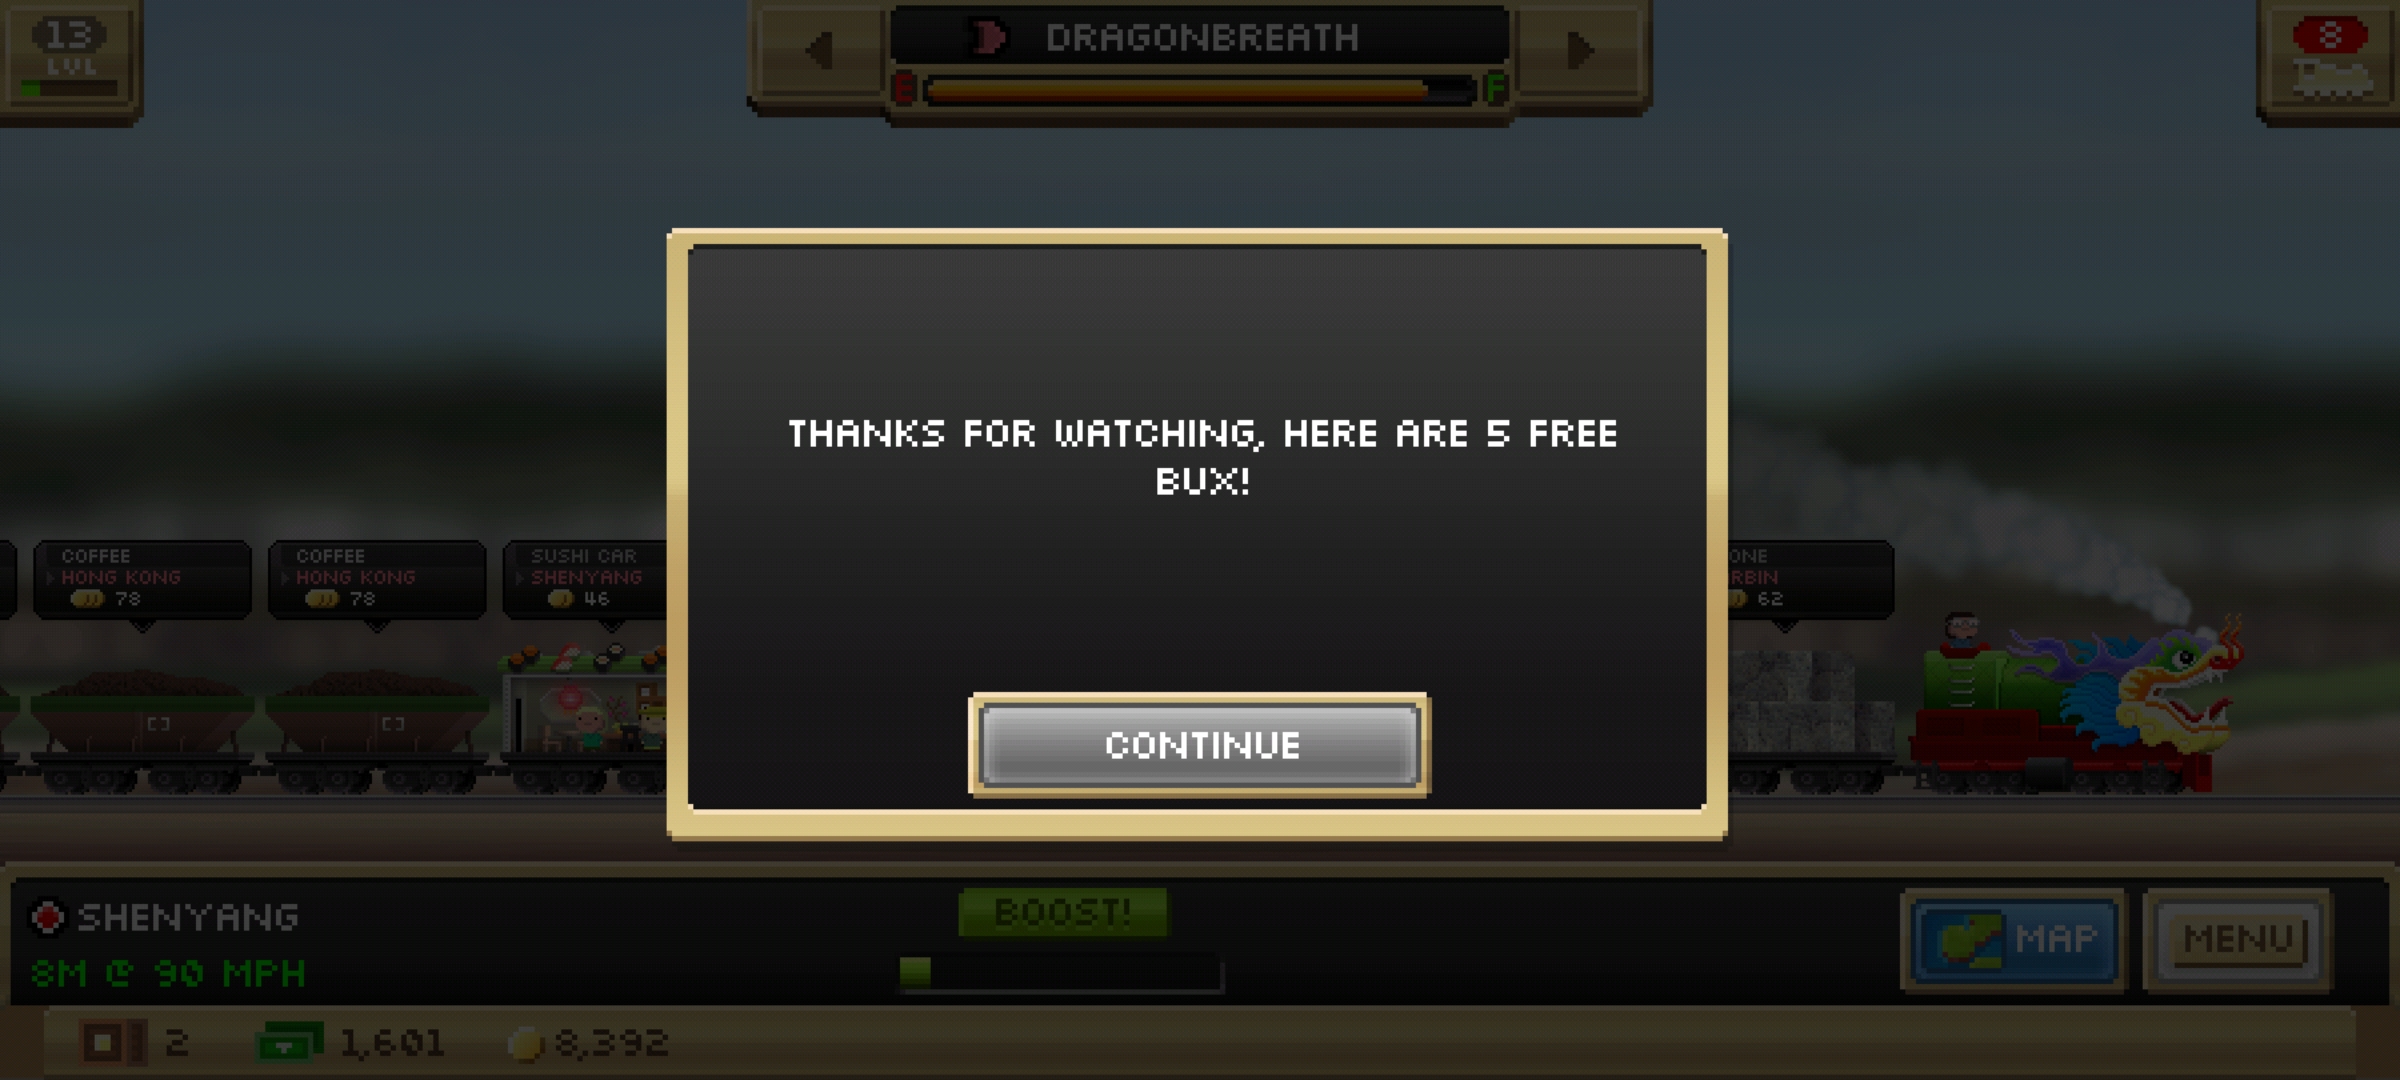 13
LVL
DRAGONBREATH
E
F
8
THANKS FOR WATCHING, HERE ARE 5 FREE
BUX!
CONTINUE
COFFEE
HONG KONG
78
COFFEE
HONG KONG
78
SUSHI CAR
SHENYANG
46
ONE
RBIN
62
SHENYANG
8M @ 90 MPH
BOOST!
MAP
MENU
2
1,601
8,392